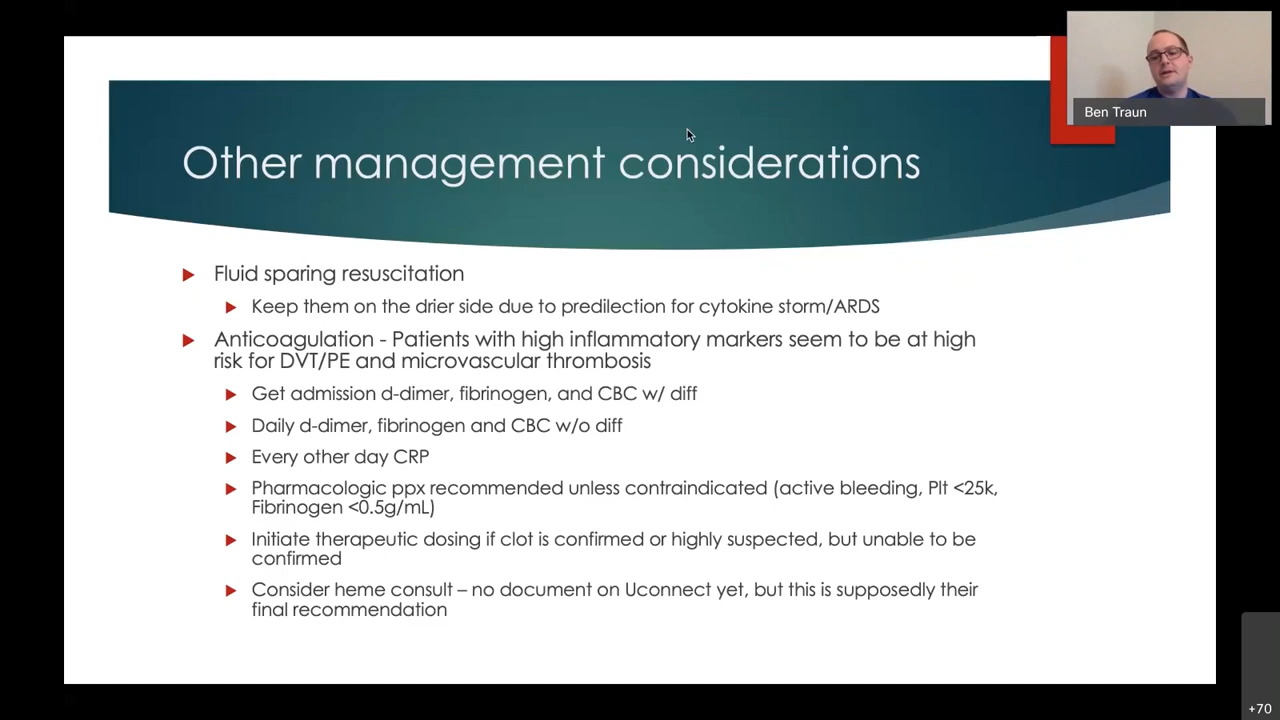 Ben Traun
Other management considerations
Fluid sparing resuscitation
Keep them on the drier side due to predilection for cytokine storm/ARDS
Anticoagulation - Patients with high inflammatory markers seem to be at high
risk for DVT/PE and microvascular thrombosis
Get admission d-dimer, fibrinogen, and CBC w/ diff
Daily d-dimer, fibrinogen and CBC w/o diff
Every other day CRP
Pharmacologic ppx recommended unless contraindicated (active bleeding, Plt <25k,
Fibrinogen <0.5g/mL)
Initiate therapeutic dosing if clot is confirmed or highly suspected, but unable to be
confirmed
Consider heme consult – no document on Uconnect yet, but this is supposedly their
final recommendation
+70